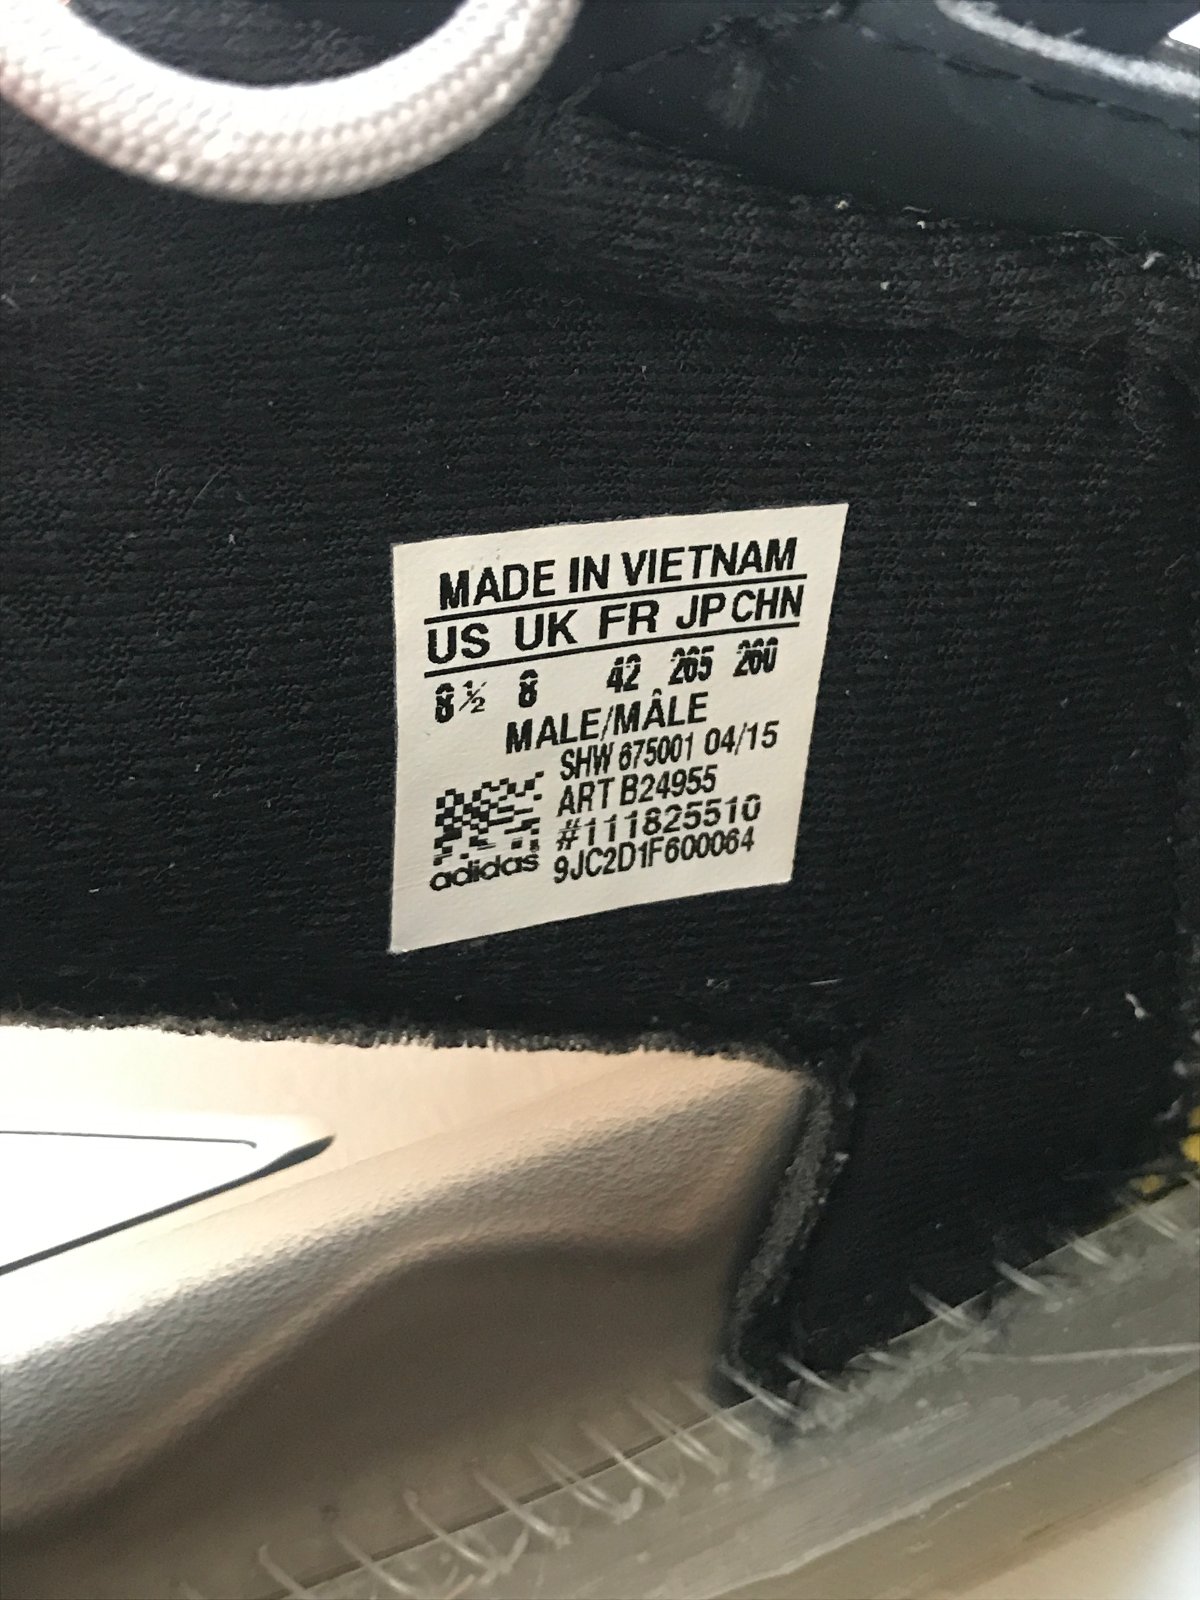 MADE IN VIETNAM
US UK FR JP CHN
8½ 8 42 265 260
MALE/MÂLE
SHW 675001 04/15
ART B24955
#111825510
9JC2D1F600064
adidas